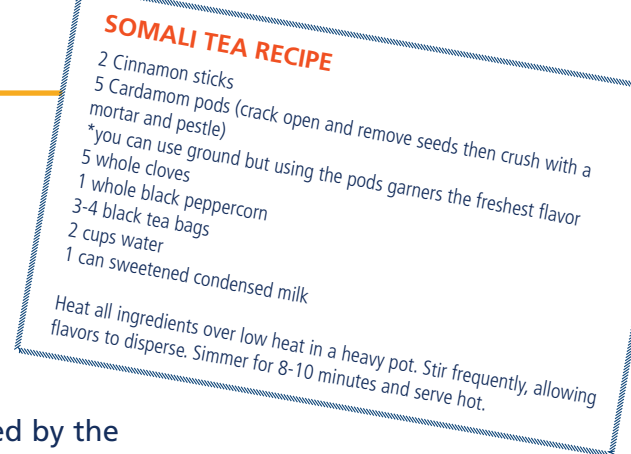 SOMALI TEA RECIPE
2 Cinnamon sticks
5 Cardamom pods (crack open and remove seeds then crush with a
mortar and pestle)
*you can use ground but using the pods garners the freshest flavor
5 whole cloves
1 whole black peppercorn
3-4 black tea bags
2 cups water
1 can sweetened condensed milk
Heat all ingredients over low heat in a heavy pot. Stir frequently, allowing
flavors to disperse. Simmer for 8-10 minutes and serve hot.
ed by the